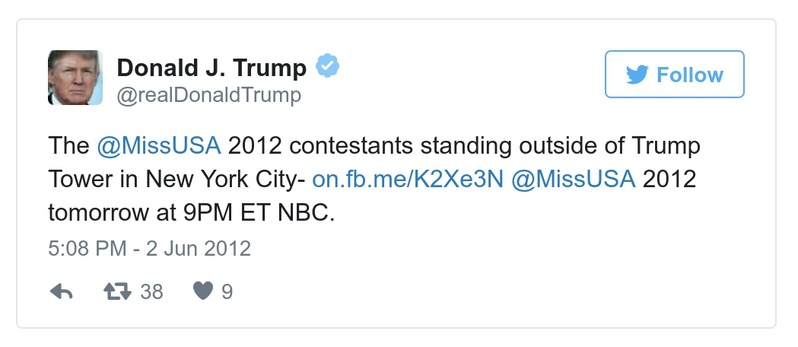 Donald J. Trump
@realDonaldTrump
Follow
The @MissUSA 2012 contestants standing outside of Trump
Tower in New York City- on.fb.me/K2Xe3N @MissUSA 2012
tomorrow at 9PM ET NBC.
5:08 PM - 2 Jun 2012
38 9